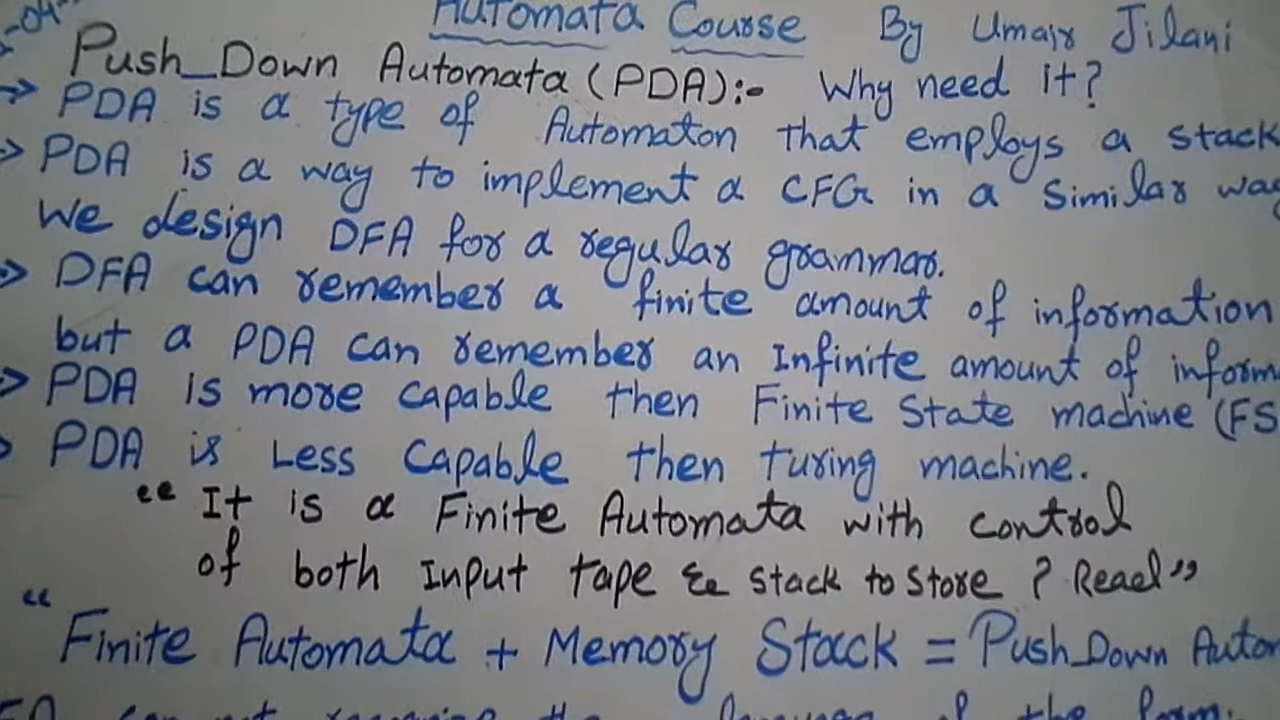 -04
Automata Course By Umair Jilani
Push_Down Automata (PDA):- Why need it?
→ PDA is a type of Automaton that employs a stack
→ PDA is a way to implement a CFG in a Similar way
We design DFA for a regular grammar.
→ DFA can remember a finite amount of information
but a PDA can remember an Infinite amount of inform
→ PDA is more capable then Finite State machine (FS
→ PDA is Less Capable then turing machine.
“ It is a Finite Automata with control
of both Input tape & Stack to Store ? Read”
“ Finite Automata + Memory Stack = Push_Down Autom